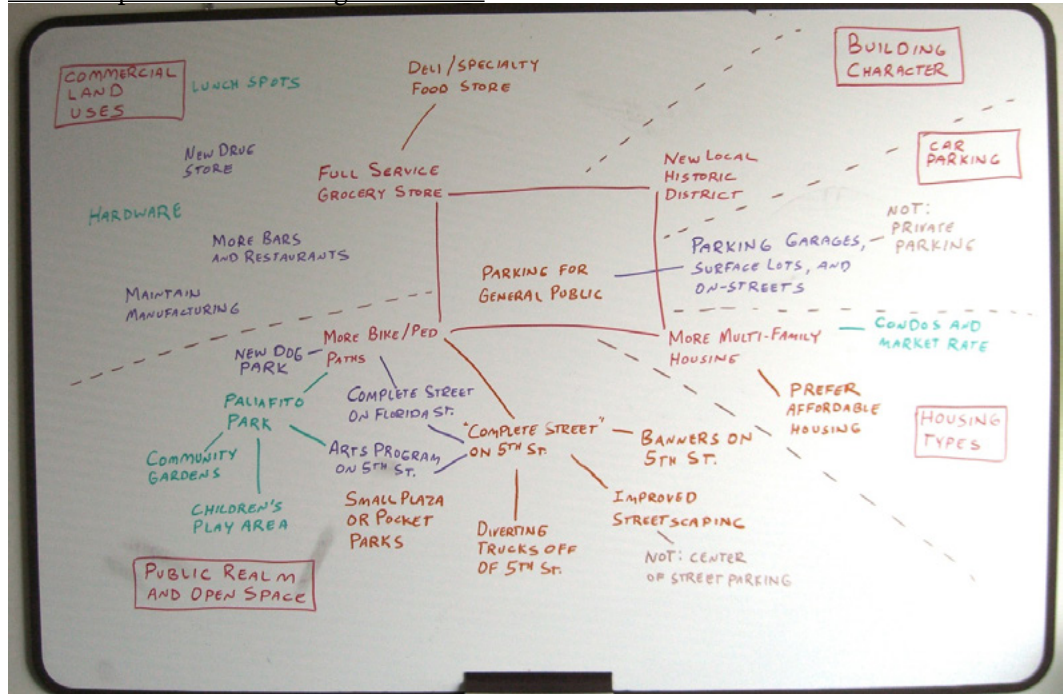 COMMERCIAL
LAND
USES
LUNCH SPOTS
DELI/SPECIALTY
FOOD STORE
BUILDING
CHARACTER
NEW DRUG
STORE
FULL SERVICE
GROCERY STORE
NEW LOCAL
HISTORIC
DISTRICT
CAR
PARKING
HARDWARE
NOT:
PRIVATE
PARKING
MORE BARS
AND RESTAURANTS
PARKING FOR
GENERAL PUBLIC
PARKING GARAGES,
SURFACE LOTS, AND
ON-STREETS
MAINTAIN
MANUFACTURING
MORE BIKE/PED
PATHS
MORE MULTI-FAMILY
HOUSING
CONDOS AND
MARKET RATE
NEW DOG
PARK
PALIAFITO
PARK
COMPLETE STREET
ON FLORIDA ST.
PREFER
AFFORDABLE
HOUSING
HOUSING
TYPES
COMMUNITY
GARDENS
ARTS PROGRAM
ON 5TH ST.
"COMPLETE STREET"
ON 5TH ST.
BANNERS ON
5TH ST.
CHILDREN'S
PLAY AREA
SMALL PLAZA
OR POCKET
PARKS
DIVERTING
TRUCKS OFF
OF 5TH ST.
IMPROVED
STREETSCAPING
NOT: CENTER
OF STREET PARKING
PUBLIC REALM
AND OPEN SPACE